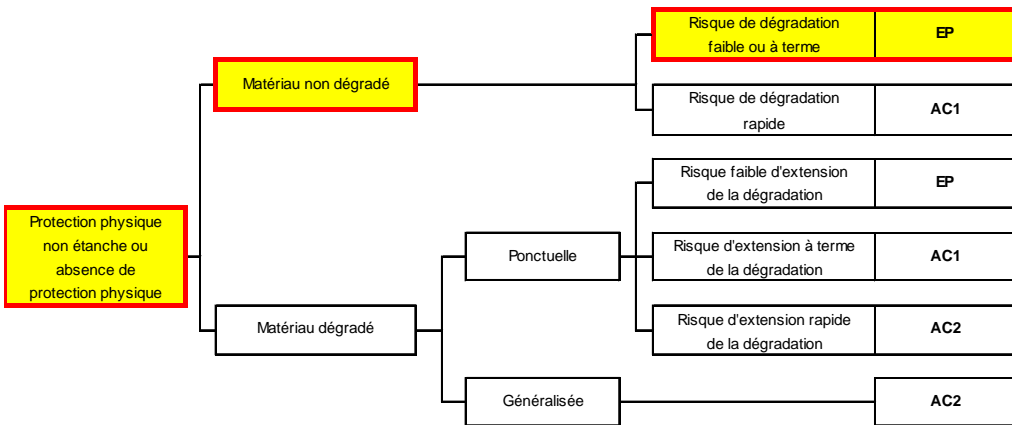 Risque de dégradation
faible ou à terme
EP
Matériau non dégradé
Risque de dégradation
rapide
AC1
Risque faible d'extension
de la dégradation
EP
Protection physique
non étanche ou
absence de
protection physique
Ponctuelle
Risque d'extension à terme
de la dégradation
AC1
Matériau dégradé
Risque d'extension rapide
de la dégradation
AC2
Généralisée
AC2